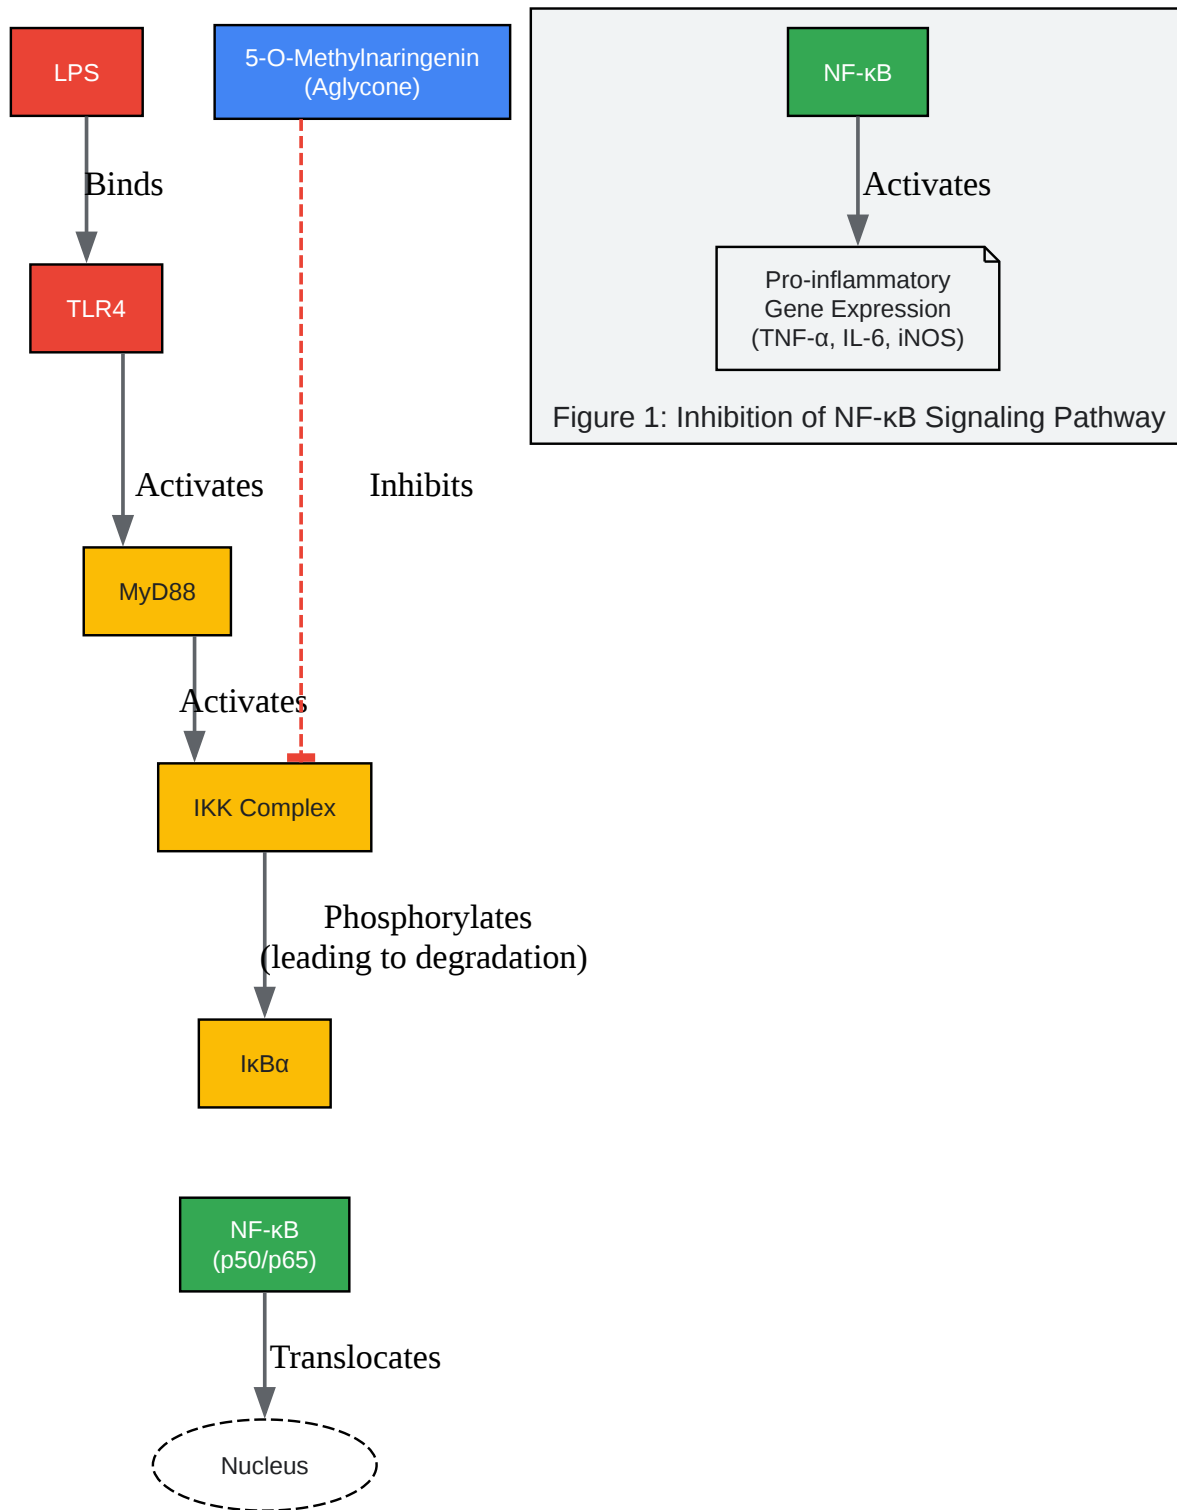 LPS
5-O-Methylnaringenin
(Aglycone)
Binds
TLR4
Activates
Inhibits
MyD88
Activates
IKK Complex
Phosphorylates
(leading to degradation)
IκBα
NF-κB
(p50/p65)
Translocates
Nucleus
NF-κB
Activates
Pro-inflammatory
Gene Expression
(TNF-α, IL-6, iNOS)
Figure 1: Inhibition of NF-κB Signaling Pathway